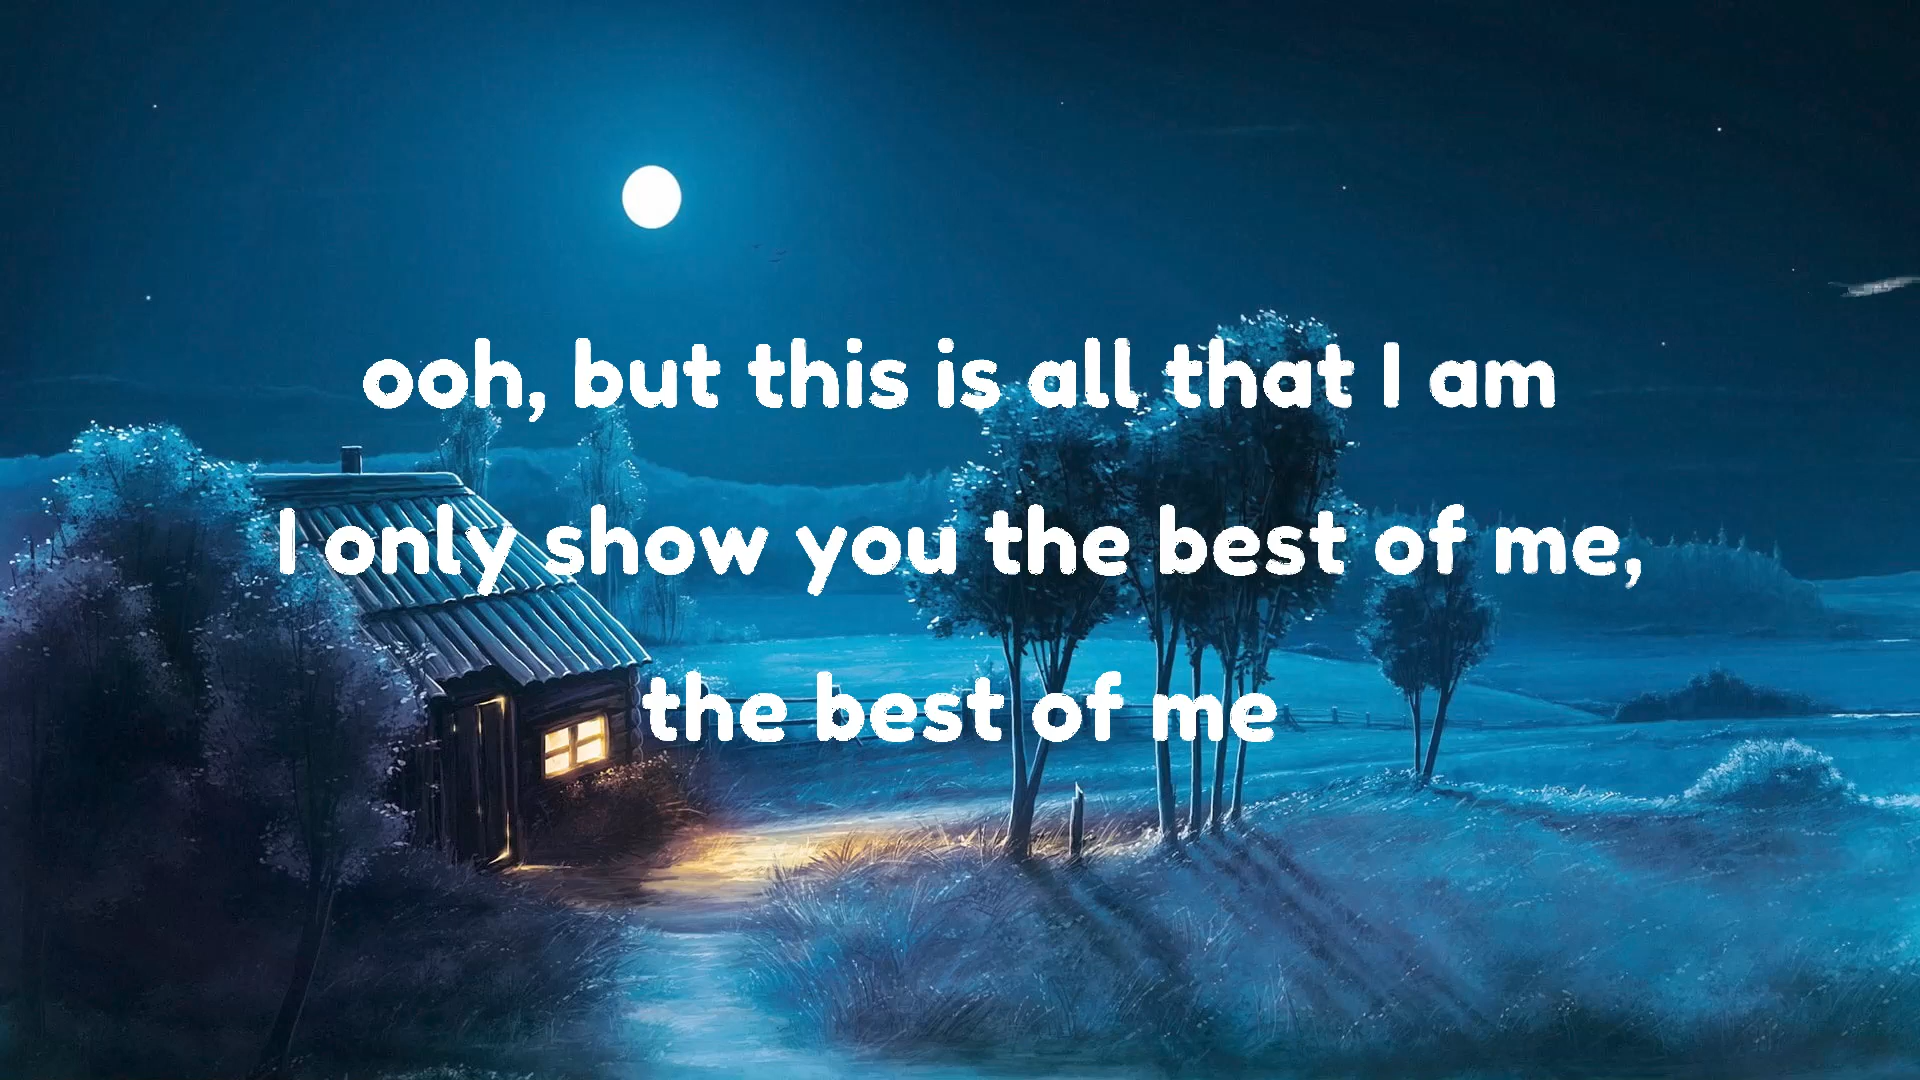 ooh, but this is all that I am
I only show you the best of me,
the best of me